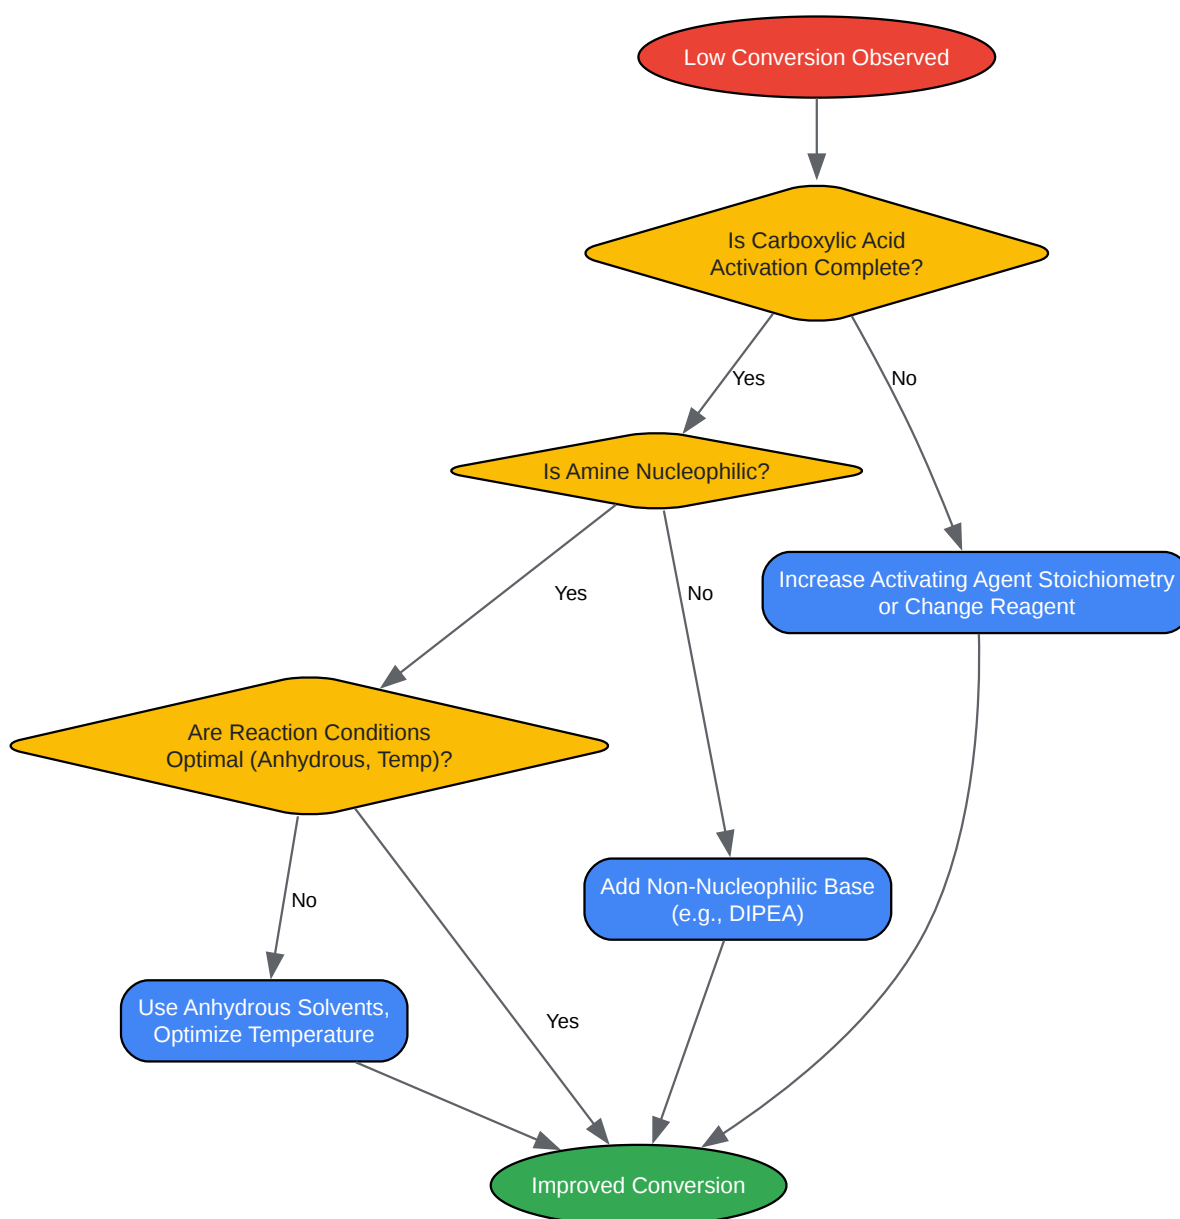 Low Conversion Observed
Is Carboxylic Acid
Activation Complete?
Yes
No
Is Amine Nucleophilic?
Increase Activating Agent Stoichiometry
or Change Reagent
Yes
No
Are Reaction Conditions
Optimal (Anhydrous, Temp)?
Add Non-Nucleophilic Base
(e.g., DIPEA)
No
Use Anhydrous Solvents,
Optimize Temperature
Yes
Improved Conversion